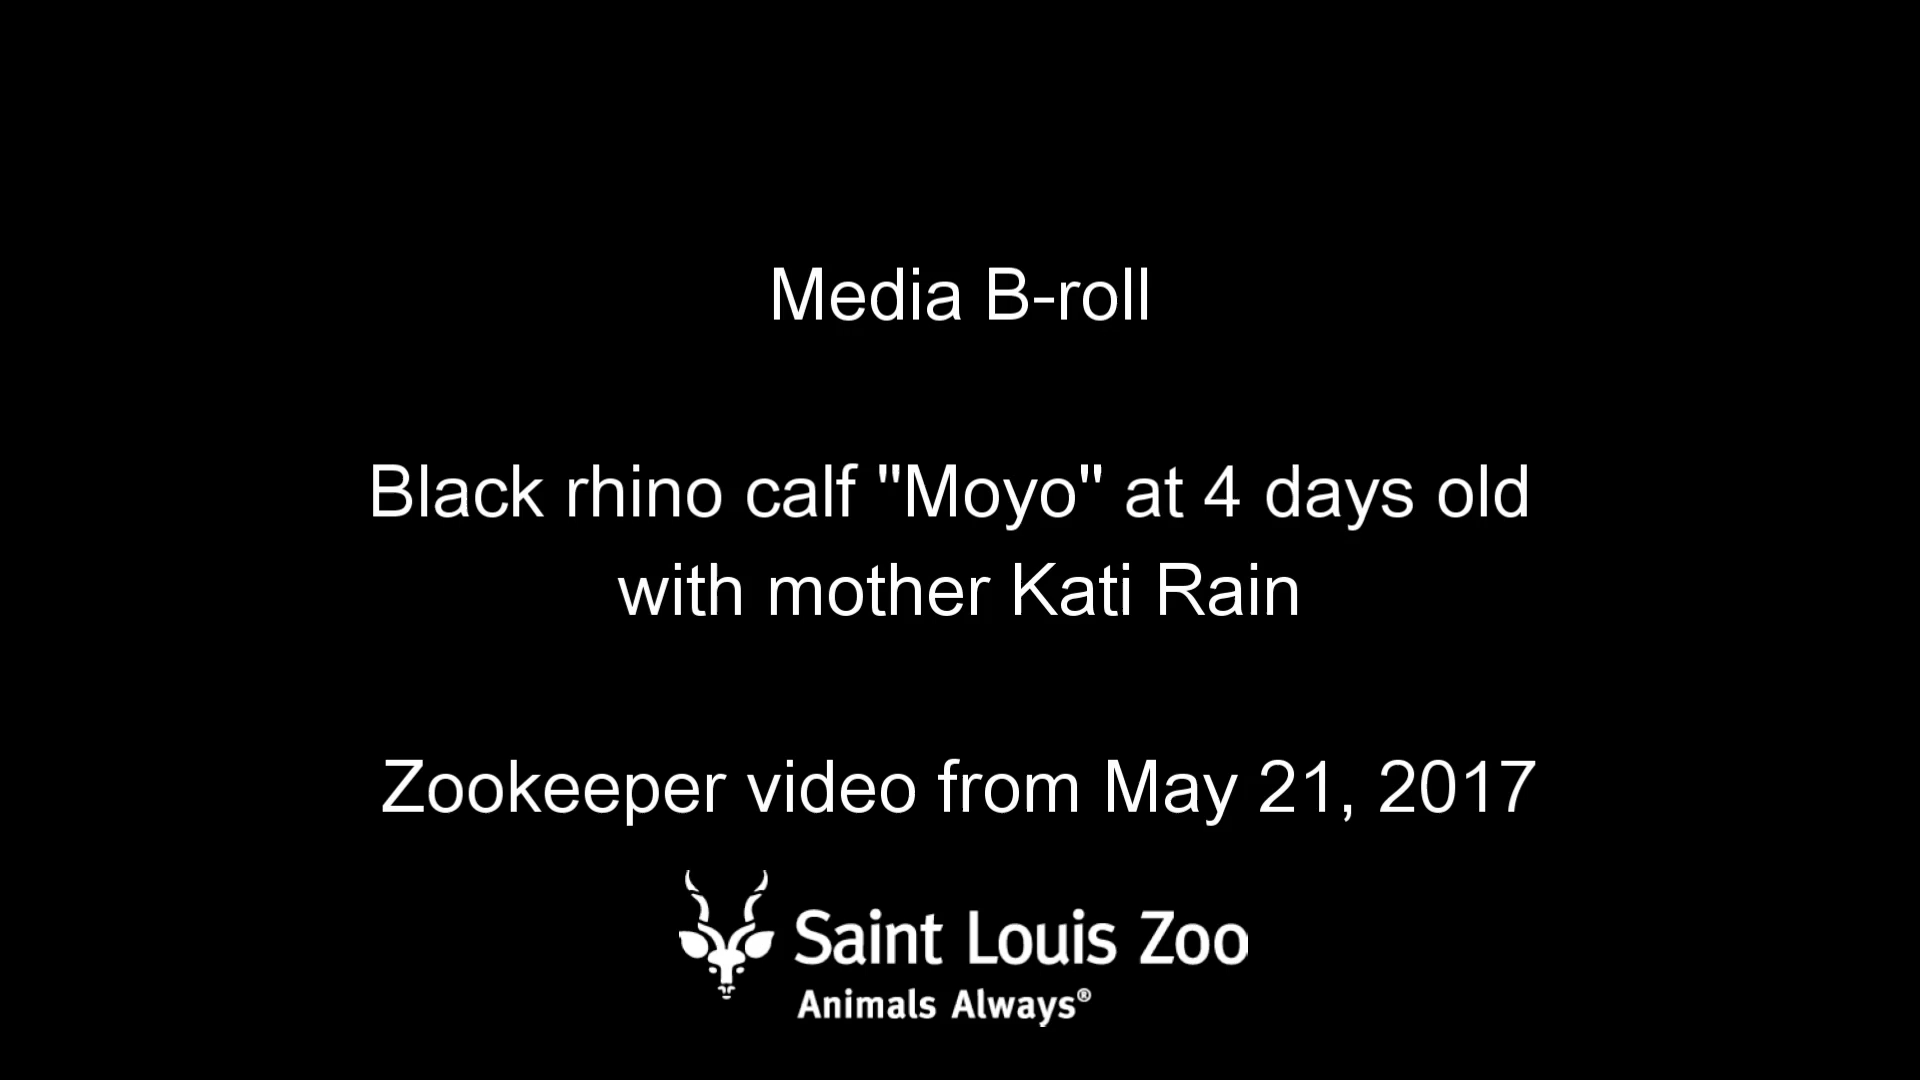 Media B-roll
Black rhino calf "Moyo" at 4 days old
with mother Kati Rain
Zookeeper video from May 21, 2017
Saint Louis Zoo
Animals Always®